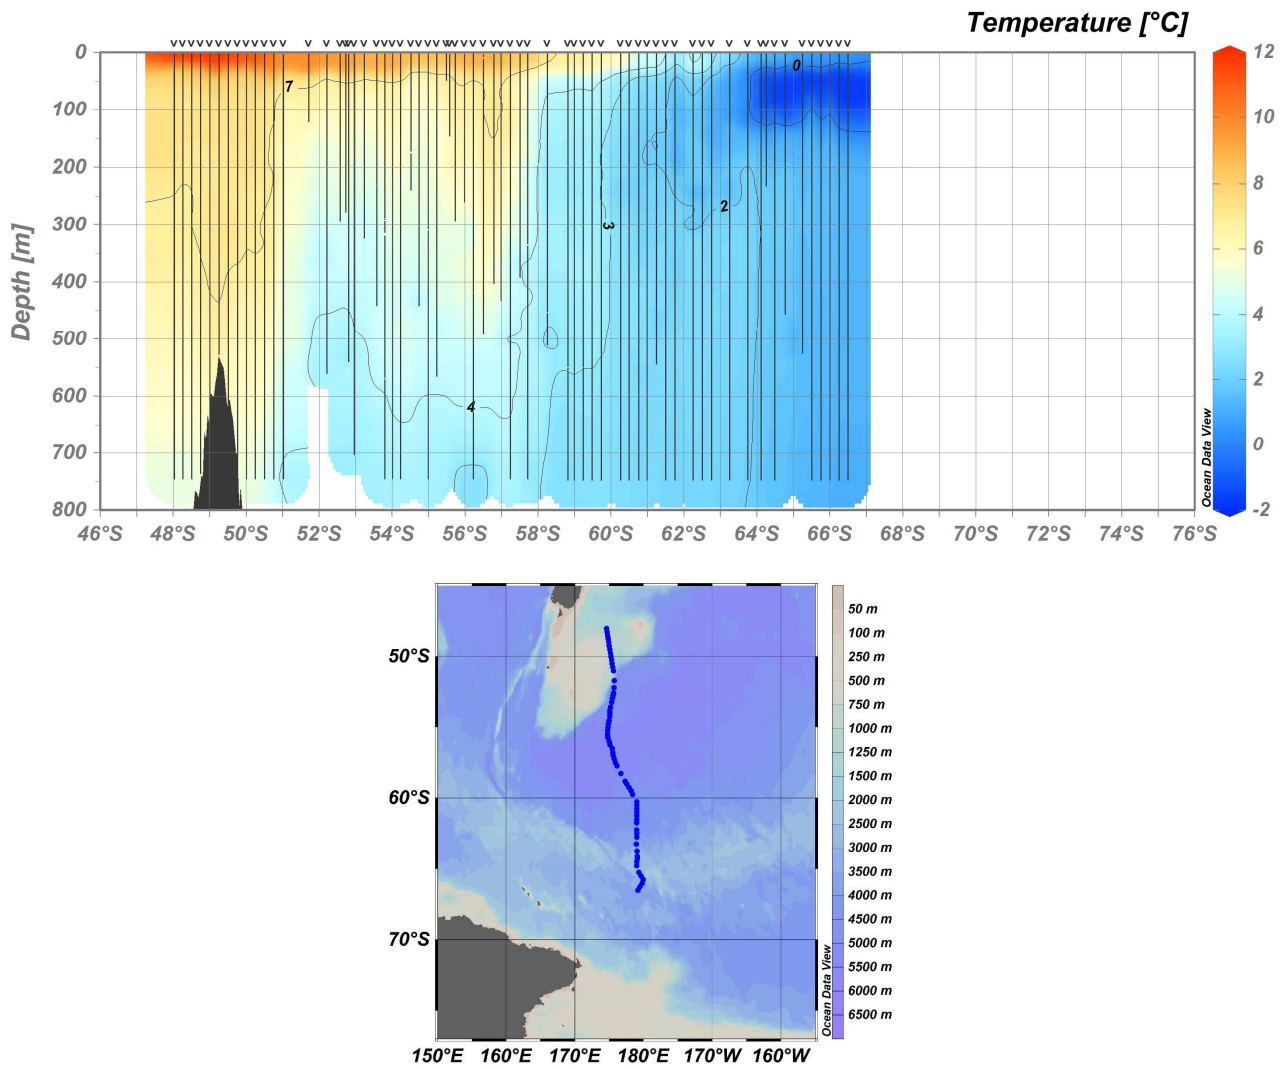 Temperature [°C]
0
100
200
300
400
500
600
700
800
Depth [m]
7
4
3
2
0
46°S 48°S 50°S 52°S 54°S 56°S 58°S 60°S 62°S 64°S 66°S 68°S 70°S 72°S 74°S 76°S
Ocean Data View
12
10
8
6
4
2
0
-2
50°S
60°S
70°S
150°E 160°E 170°E 180°E 170°W 160°W
Ocean Data View
50 m
100 m
250 m
500 m
750 m
1000 m
1250 m
1500 m
2000 m
2500 m
3000 m
3500 m
4000 m
4500 m
5000 m
5500 m
6000 m
6500 m